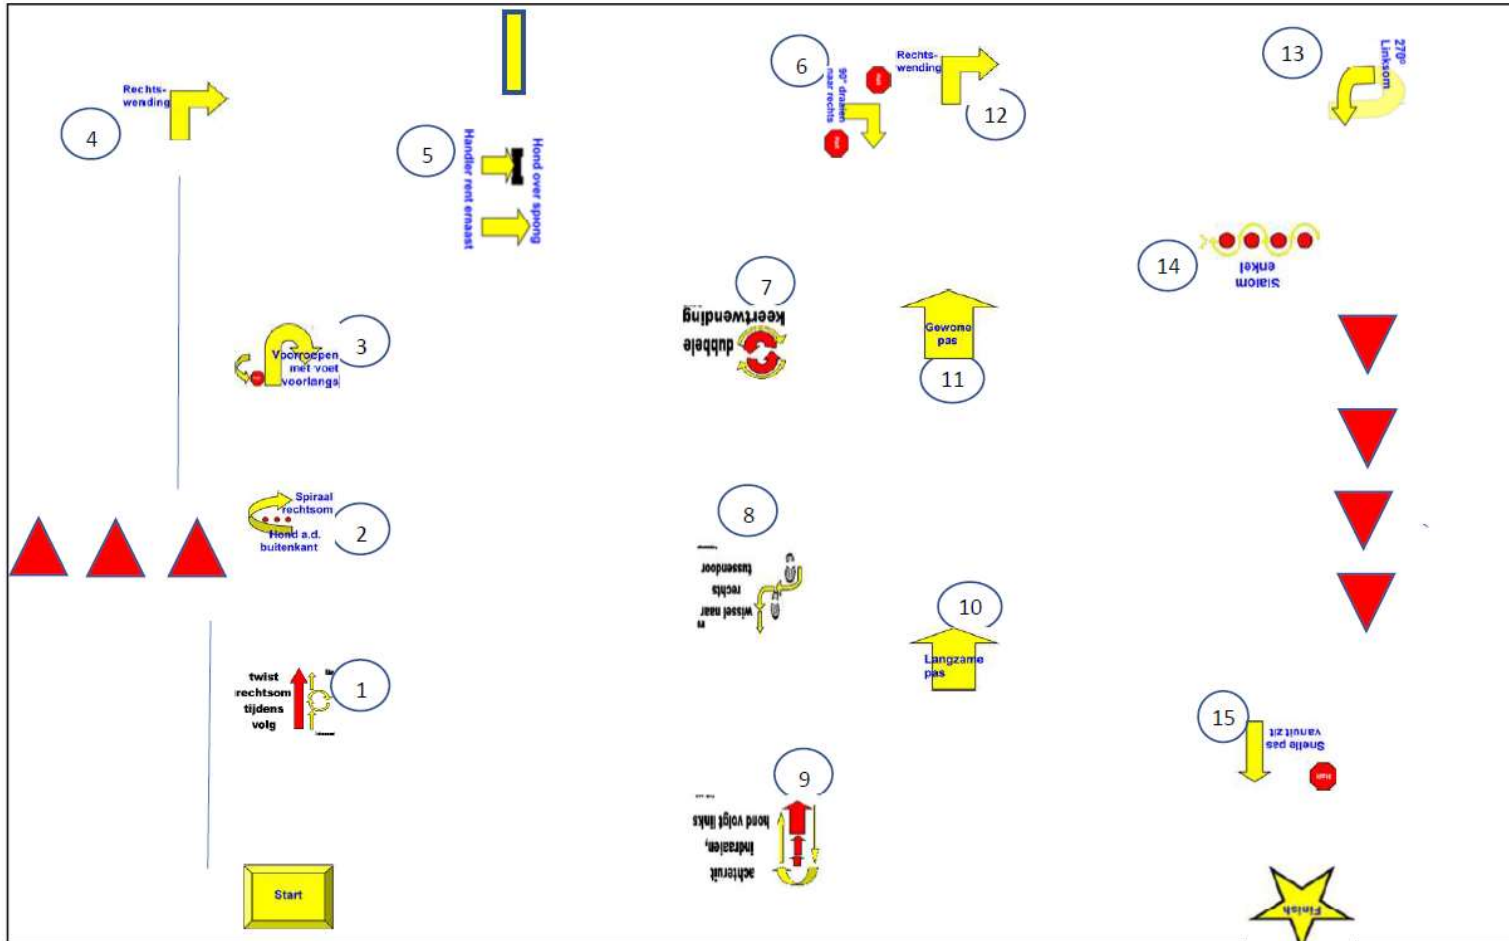 Start
1
twist
rechtsom
tijdens
volg
2
Spiraal
rechtsom
Hond a.d.
buitenkant
3
Voorroepen
met voet
voorlangs
4
Rechts-
wending
5
Hond over sprong
Handler rent ernaast
6
90° draaien
naar rechts
Halt
Halt
7
dubbele
keertwending
8
wissel naar
rechts
tussendoor
9
achteruit
indraaien,
hond volgt links
10
Langzame
pas
11
Gewone
pas
12
Rechts-
wending
13
270°
Linksom
14
Slalom
enkel
15
Snelle pas
vanuit zit
Halt
Finish